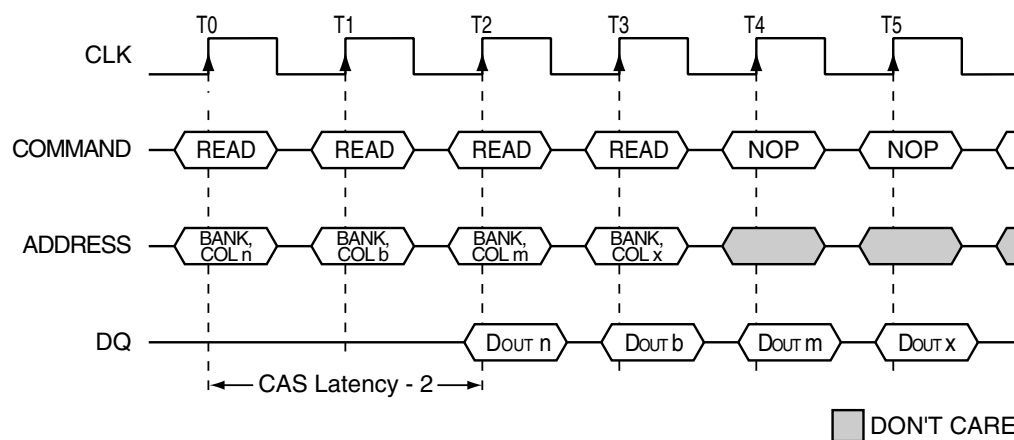 T0 T1 T2 T3 T4 T5
CLK
COMMAND READ READ READ READ NOP NOP
ADDRESS BANK, COL n BANK, COL b BANK, COL m BANK, COL x
DQ DOUT n DOUT b DOUT m DOUT x
CAS Latency - 2
DON'T CARE